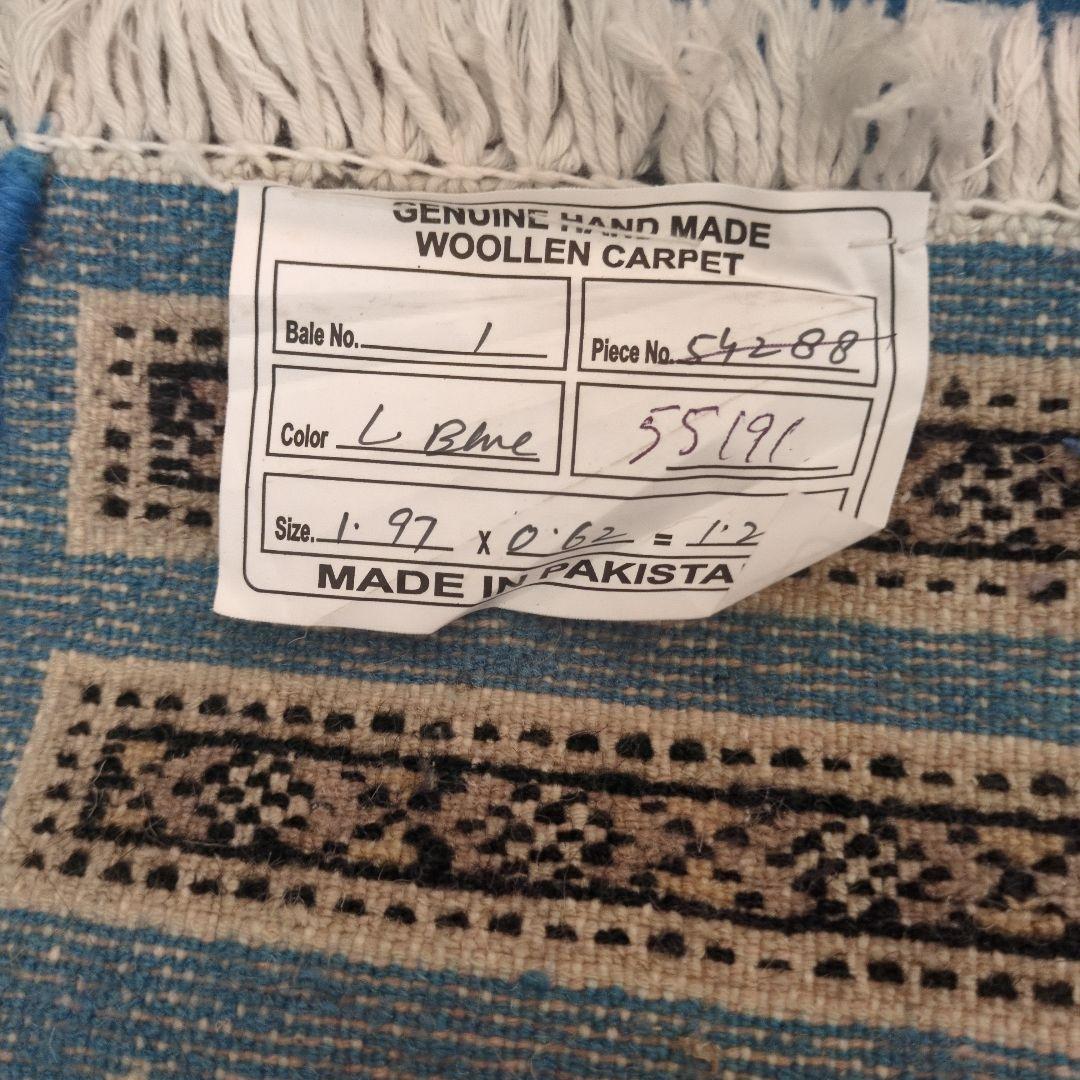 GENUINE HAND MADE
WOOLLEN CARPET
Bale No. 1
Piece No. 54288
Color L Blue
55191
Size. 1.97 x 0.62 = 1.2
MADE IN PAKISTA